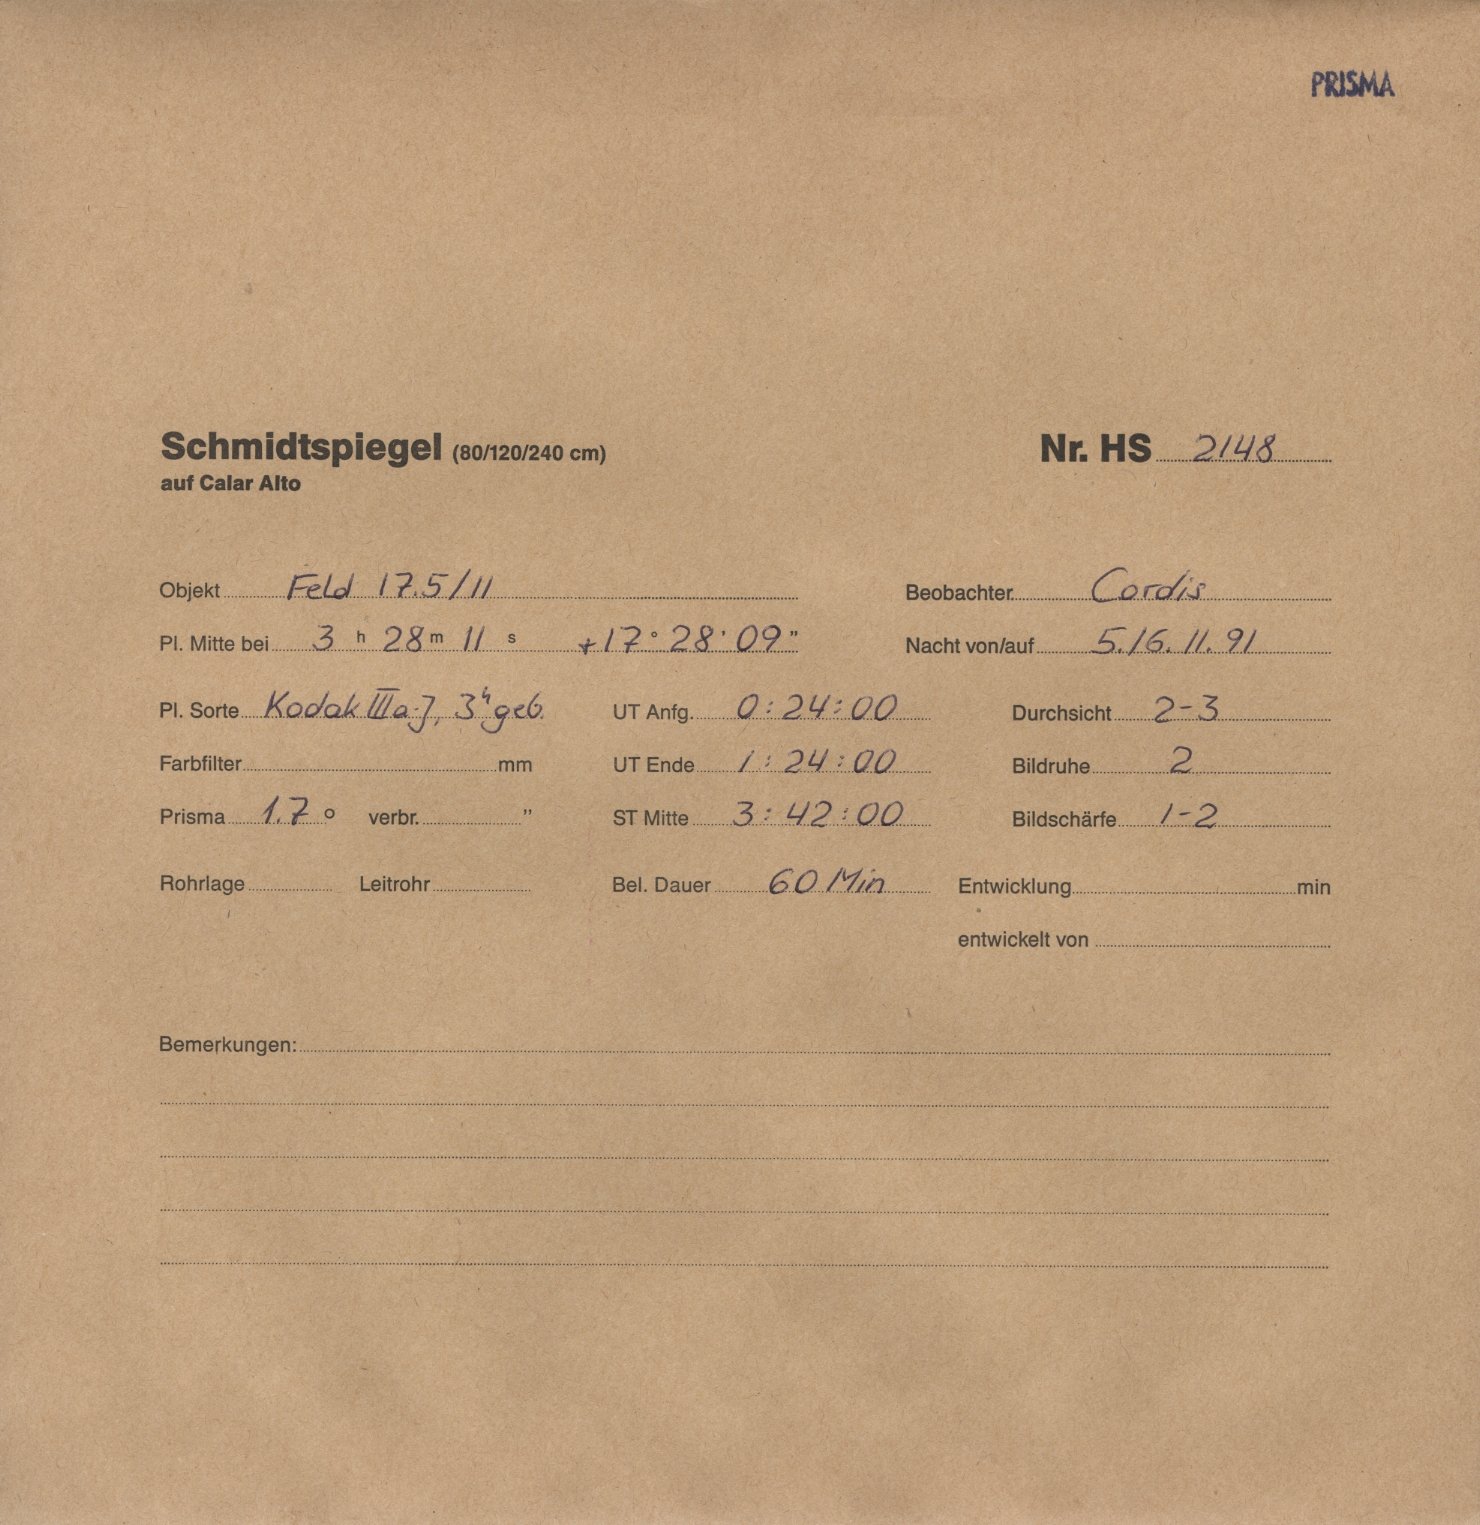 PRISMA
Schmidtspiegel (80/120/240 cm) Nr. HS 2148
auf Calar Alto
Objekt Feld 17.5/11 Beobachter Cordis
Pl. Mitte bei 3 h 28 m 11 s +17° 28' 09" Nacht von/auf 5./6. 11. 91
Pl. Sorte Kodak IIIa-J, 3ʰ geb. UT Anfg. 0:24:00 Durchsicht 2-3
Farbfilter mm UT Ende 1:24:00 Bildruhe 2
Prisma 1.7 ° verbr. " ST Mitte 3:42:00 Bildschärfe 1-2
Rohrlage Leitrohr Bel. Dauer 60 Min Entwicklung min
entwickelt von
Bemerkungen: